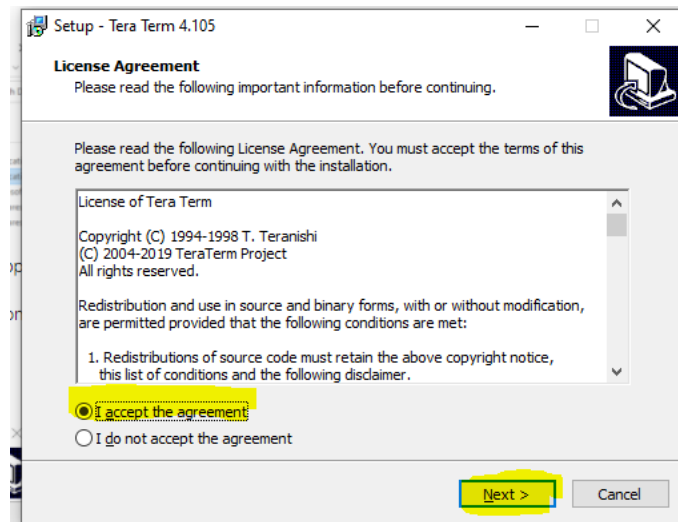 Setup - Tera Term 4.105
License Agreement
Please read the following important information before continuing.
Please read the following License Agreement. You must accept the terms of this
agreement before continuing with the installation.
License of Tera Term
Copyright (C) 1994-1998 T. Teranishi
(C) 2004-2019 TeraTerm Project
All rights reserved.
Redistribution and use in source and binary forms, with or without modification,
are permitted provided that the following conditions are met:
1. Redistributions of source code must retain the above copyright notice,
this list of conditions and the following disclaimer.
I accept the agreement
I do not accept the agreement
Next >
Cancel